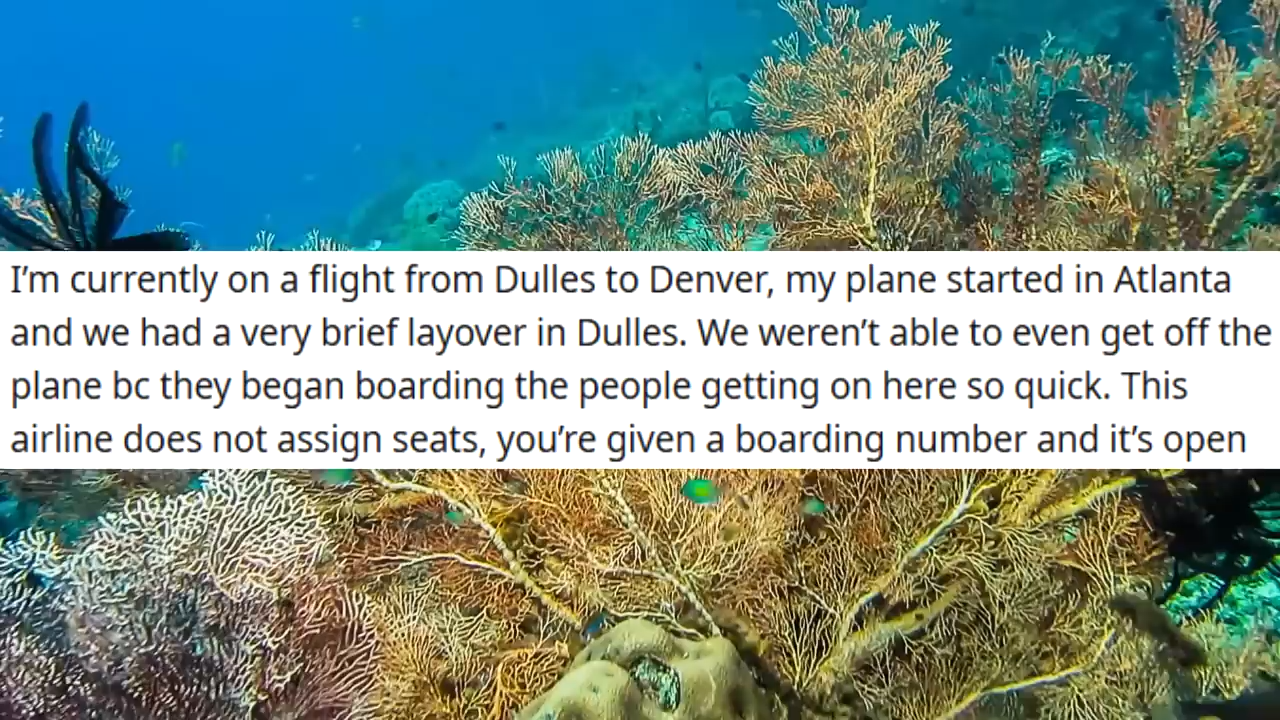 I’m currently on a flight from Dulles to Denver, my plane started in Atlanta
and we had a very brief layover in Dulles. We weren’t able to even get off the
plane bc they began boarding the people getting on here so quick. This
airline does not assign seats, you’re given a boarding number and it’s open